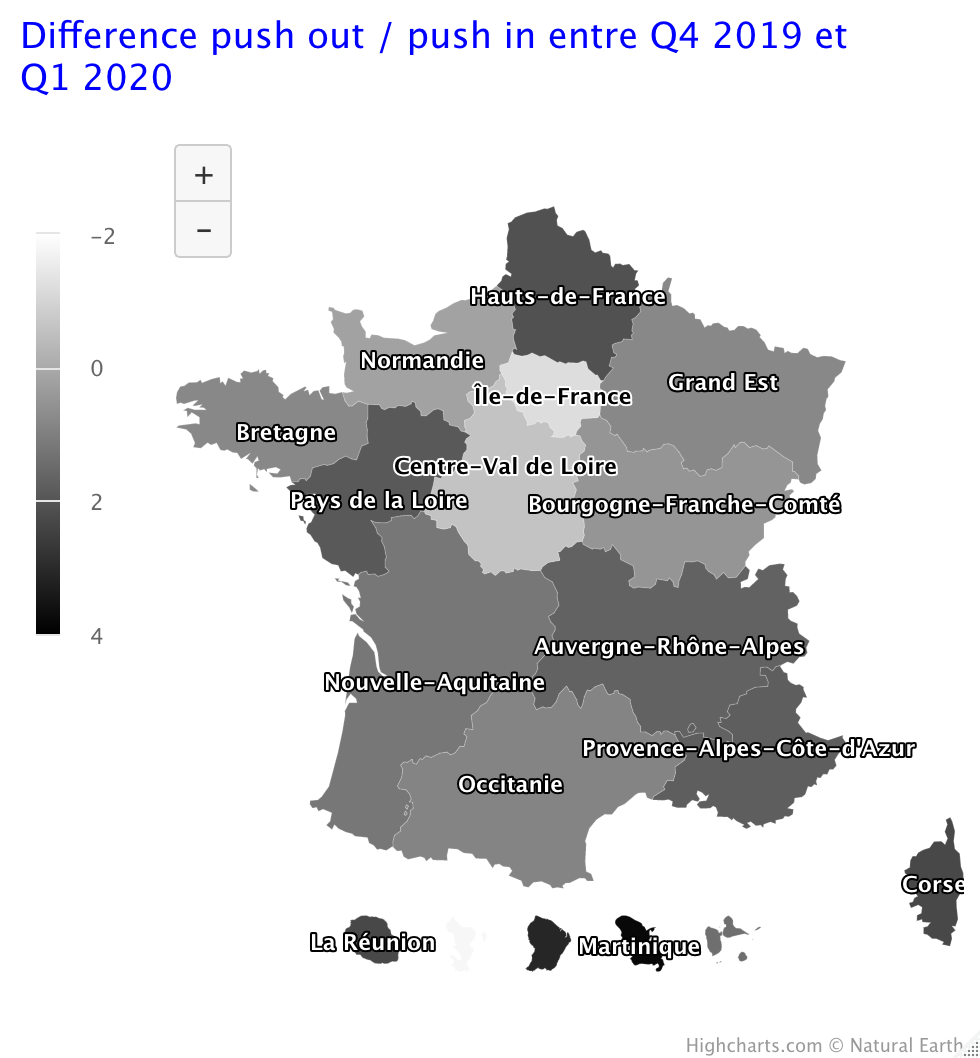 Difference push out / push in entre Q4 2019 et
Q1 2020
+
−
-2
0
2
4
Hauts-de-France
Normandie
Île-de-France
Grand Est
Bretagne
Centre-Val de Loire
Pays de la Loire
Bourgogne-Franche-Comté
Auvergne-Rhône-Alpes
Nouvelle-Aquitaine
Provence-Alpes-Côte-d'Azur
Occitanie
Corse
La Réunion
Martinique
Highcharts.com © Natural Earth